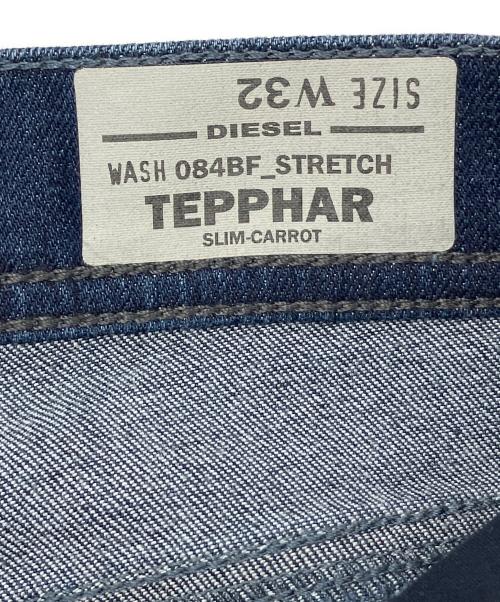 SIZE W32
DIESEL
WASH 084BF_STRETCH
TEPPHAR
SLIM-CARROT